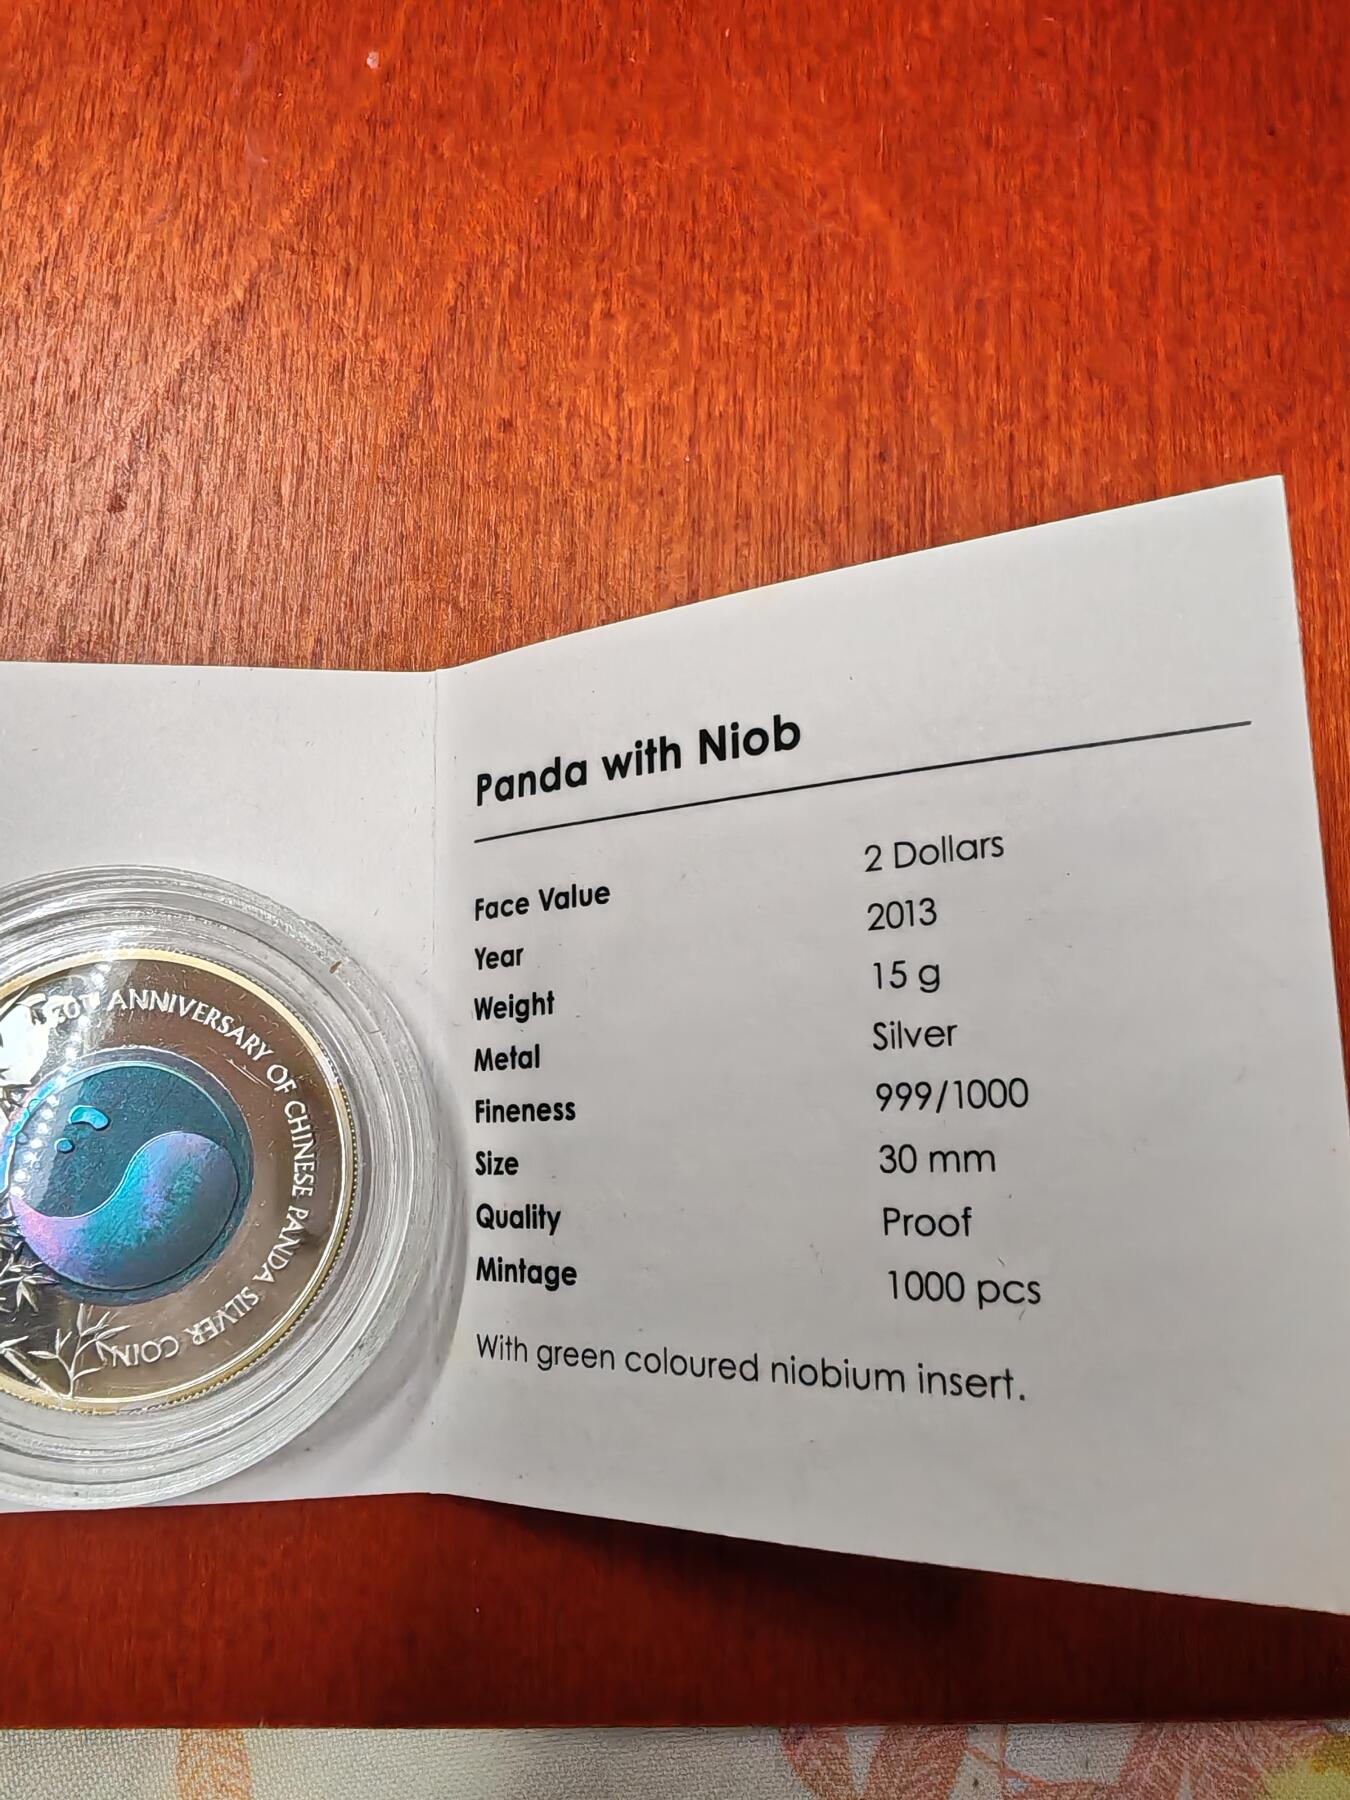 30TH ANNIVERSARY OF CHINESE PANDA SILVER COIN
Panda with Niob
Face Value 2 Dollars
Year 2013
Weight 15 g
Metal Silver
Fineness 999/1000
Size 30 mm
Quality Proof
Mintage 1000 pcs
With green coloured niobium insert.